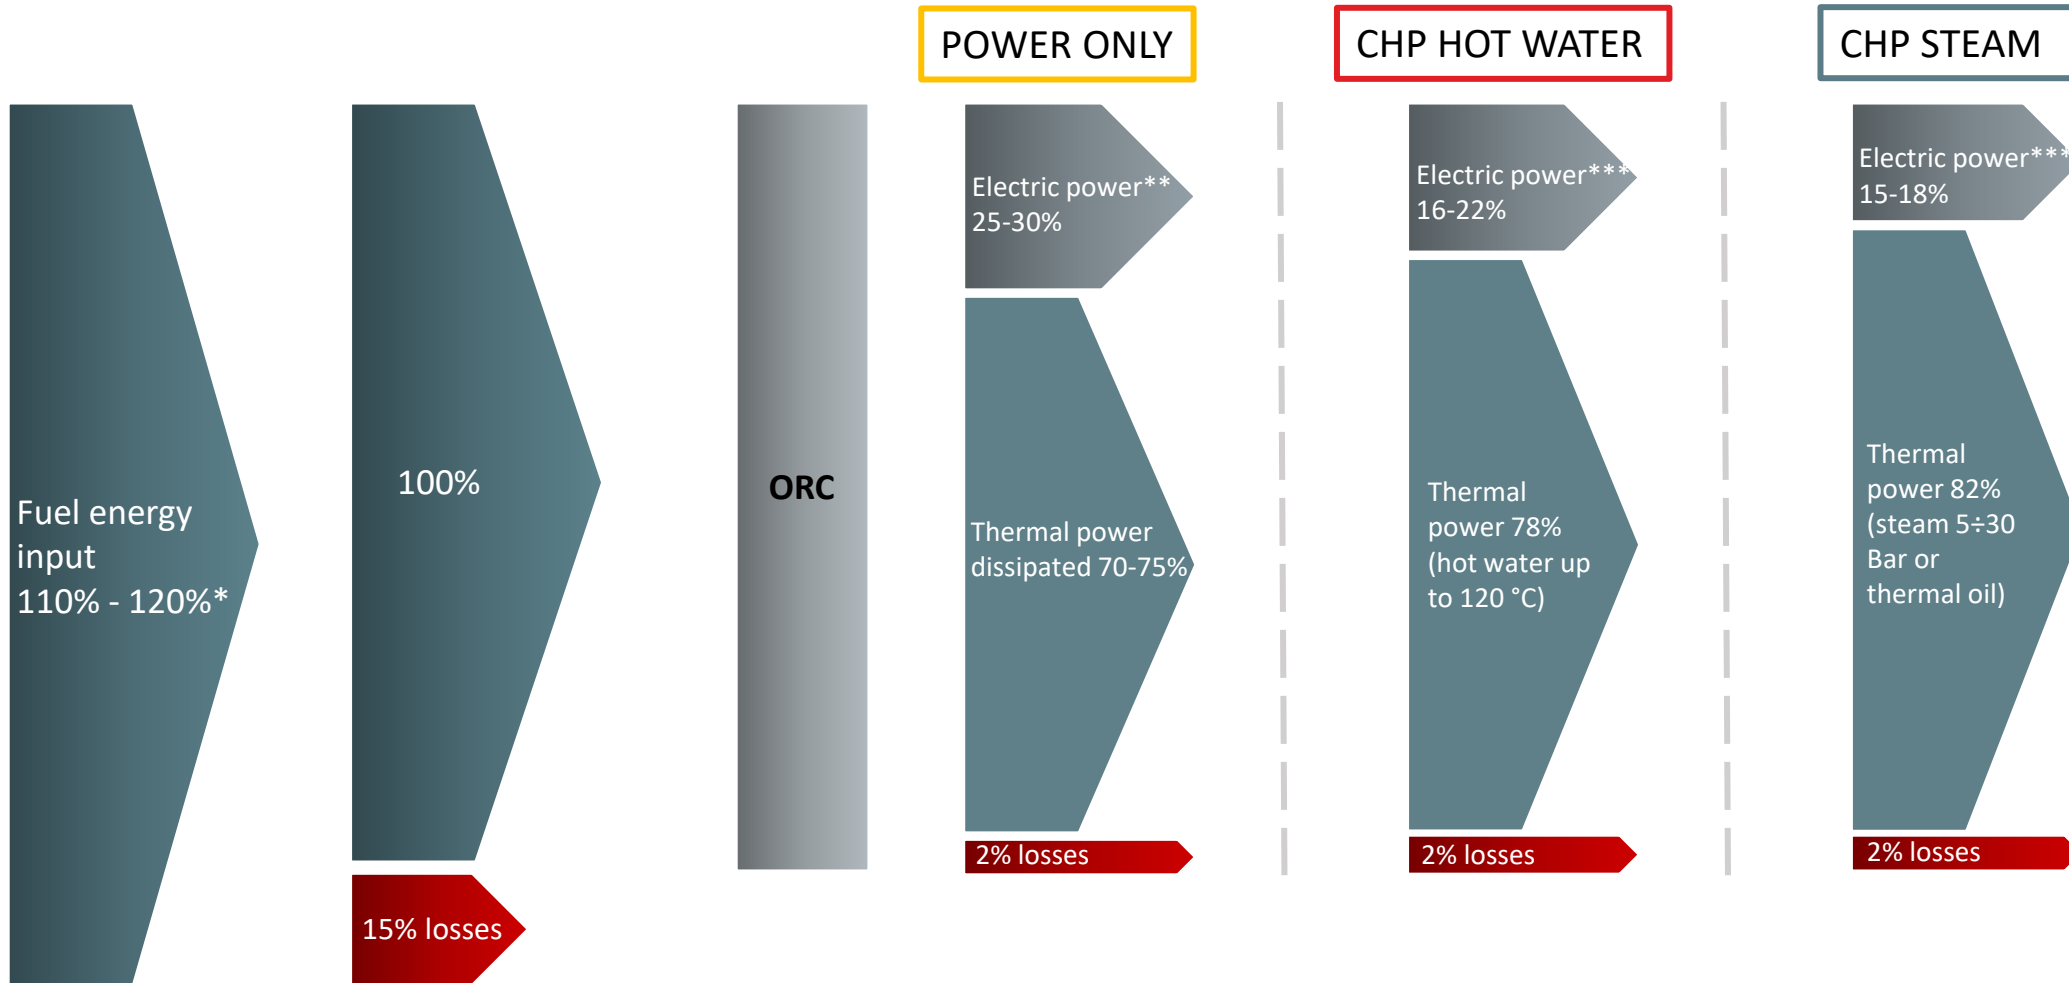 POWER ONLY
CHP HOT WATER
CHP STEAM
Fuel energy
input
110% - 120%*
100%
15% losses
ORC
Electric power**
25-30%
Thermal power
dissipated 70-75%
2% losses
Electric power***
16-22%
Thermal
power 78%
(hot water up
to 120 °C)
2% losses
Electric power***
15-18%
Thermal
power 82%
(steam 5÷30
Bar or
thermal oil)
2% losses